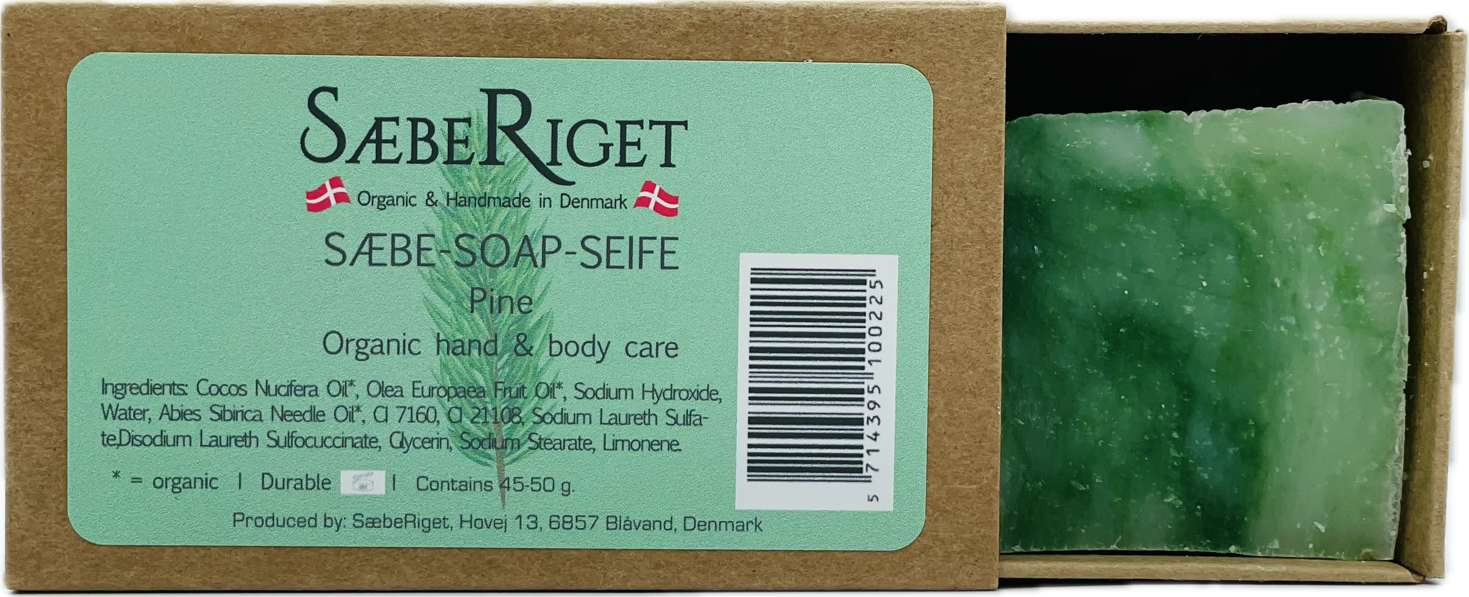 SÆBERIGET
Organic & Handmade in Denmark
SÆBE-SOAP-SEIFE
Pine
Organic hand & body care
Ingredients: Cocos Nucifera Oil*, Olea Europaea Fruit Oil*, Sodium Hydroxide,
Water, Abies Sibirica Needle Oil*, CI 7160, CI 21108, Sodium Laureth Sulfa-
te,Disodium Laureth Sulfocuccinate, Glycerin, Sodium Stearate, Limonene.
* = organic | Durable | Contains 45-50 g.
Produced by: SæbeRiget, Hovej 13, 6857 Blåvand, Denmark
5 714395 100225